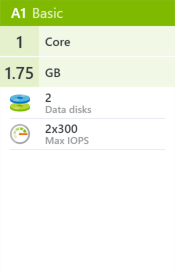 A1 Basic
1 Core
1.75 GB
2
Data disks
2x300
Max IOPS